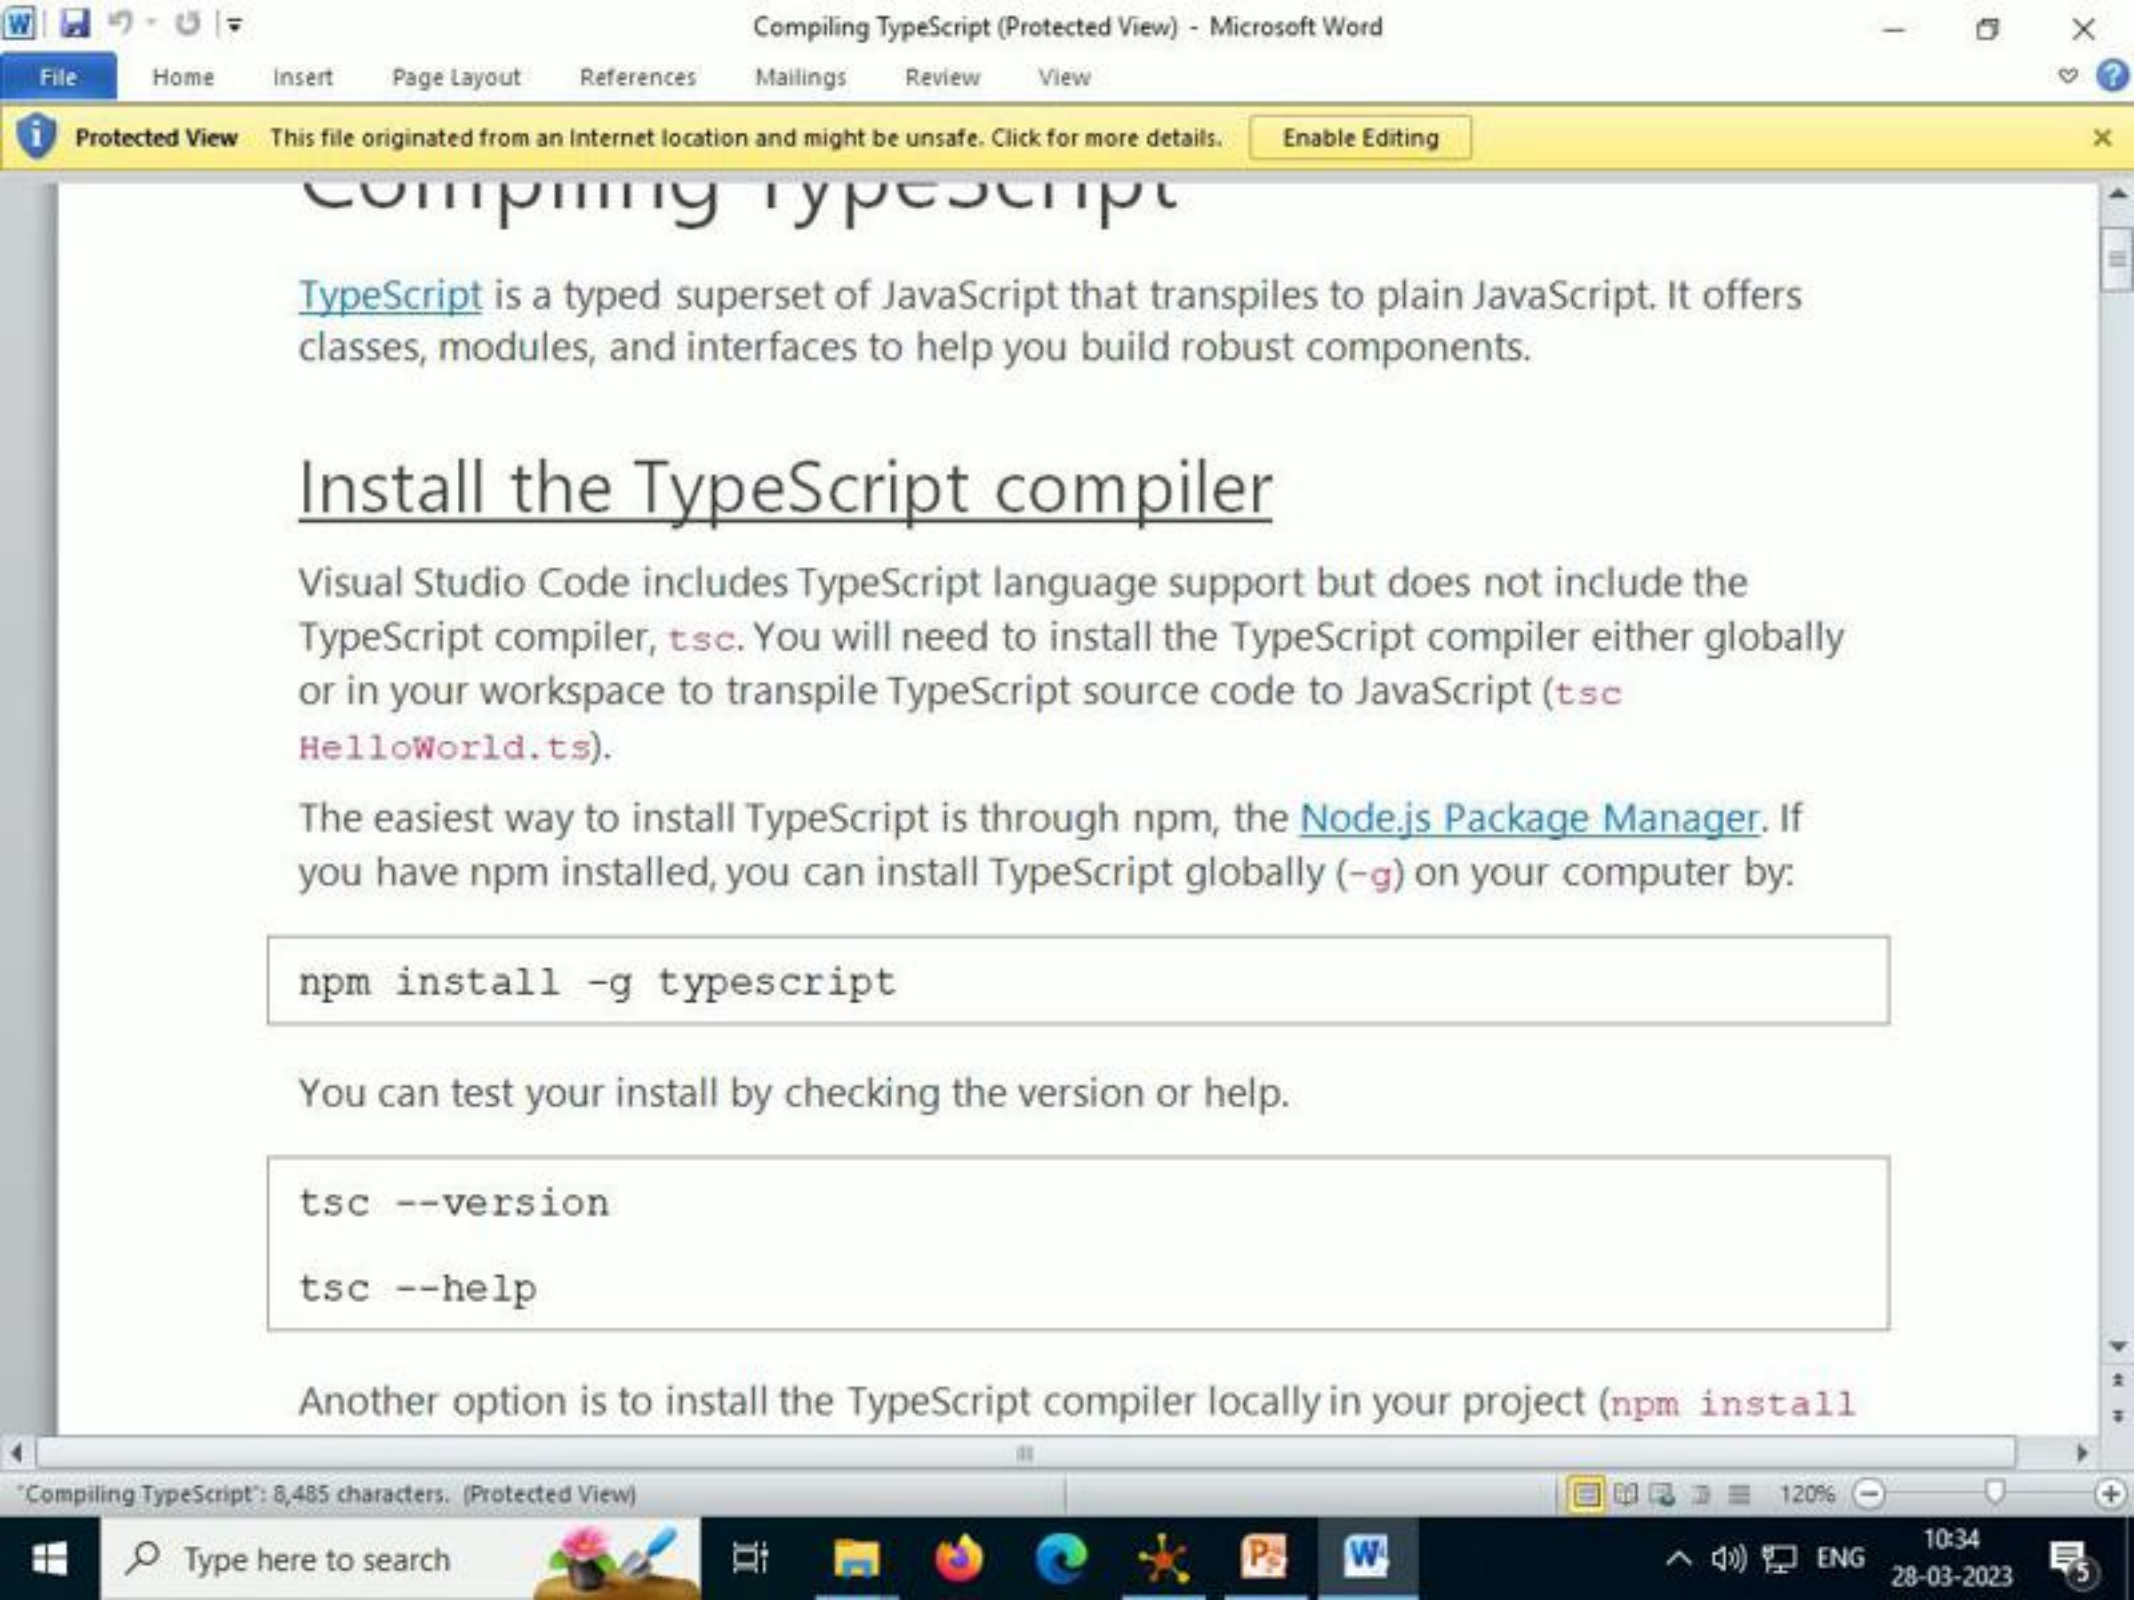 Compiling TypeScript (Protected View) - Microsoft Word
File Home Insert Page Layout References Mailings Review View
Protected View This file originated from an Internet location and might be unsafe. Click for more details. Enable Editing
Compiling TypeScript
TypeScript is a typed superset of JavaScript that transpiles to plain JavaScript. It offers
classes, modules, and interfaces to help you build robust components.
Install the TypeScript compiler
Visual Studio Code includes TypeScript language support but does not include the
TypeScript compiler, tsc. You will need to install the TypeScript compiler either globally
or in your workspace to transpile TypeScript source code to JavaScript (tsc
HelloWorld.ts).
The easiest way to install TypeScript is through npm, the Node.js Package Manager. If
you have npm installed, you can install TypeScript globally (-g) on your computer by:
npm install -g typescript
You can test your install by checking the version or help.
tsc --version
tsc --help
Another option is to install the TypeScript compiler locally in your project (npm install
"Compiling TypeScript": 8,485 characters. (Protected View) 120%
Type here to search ENG 10:34
28-03-2023 5